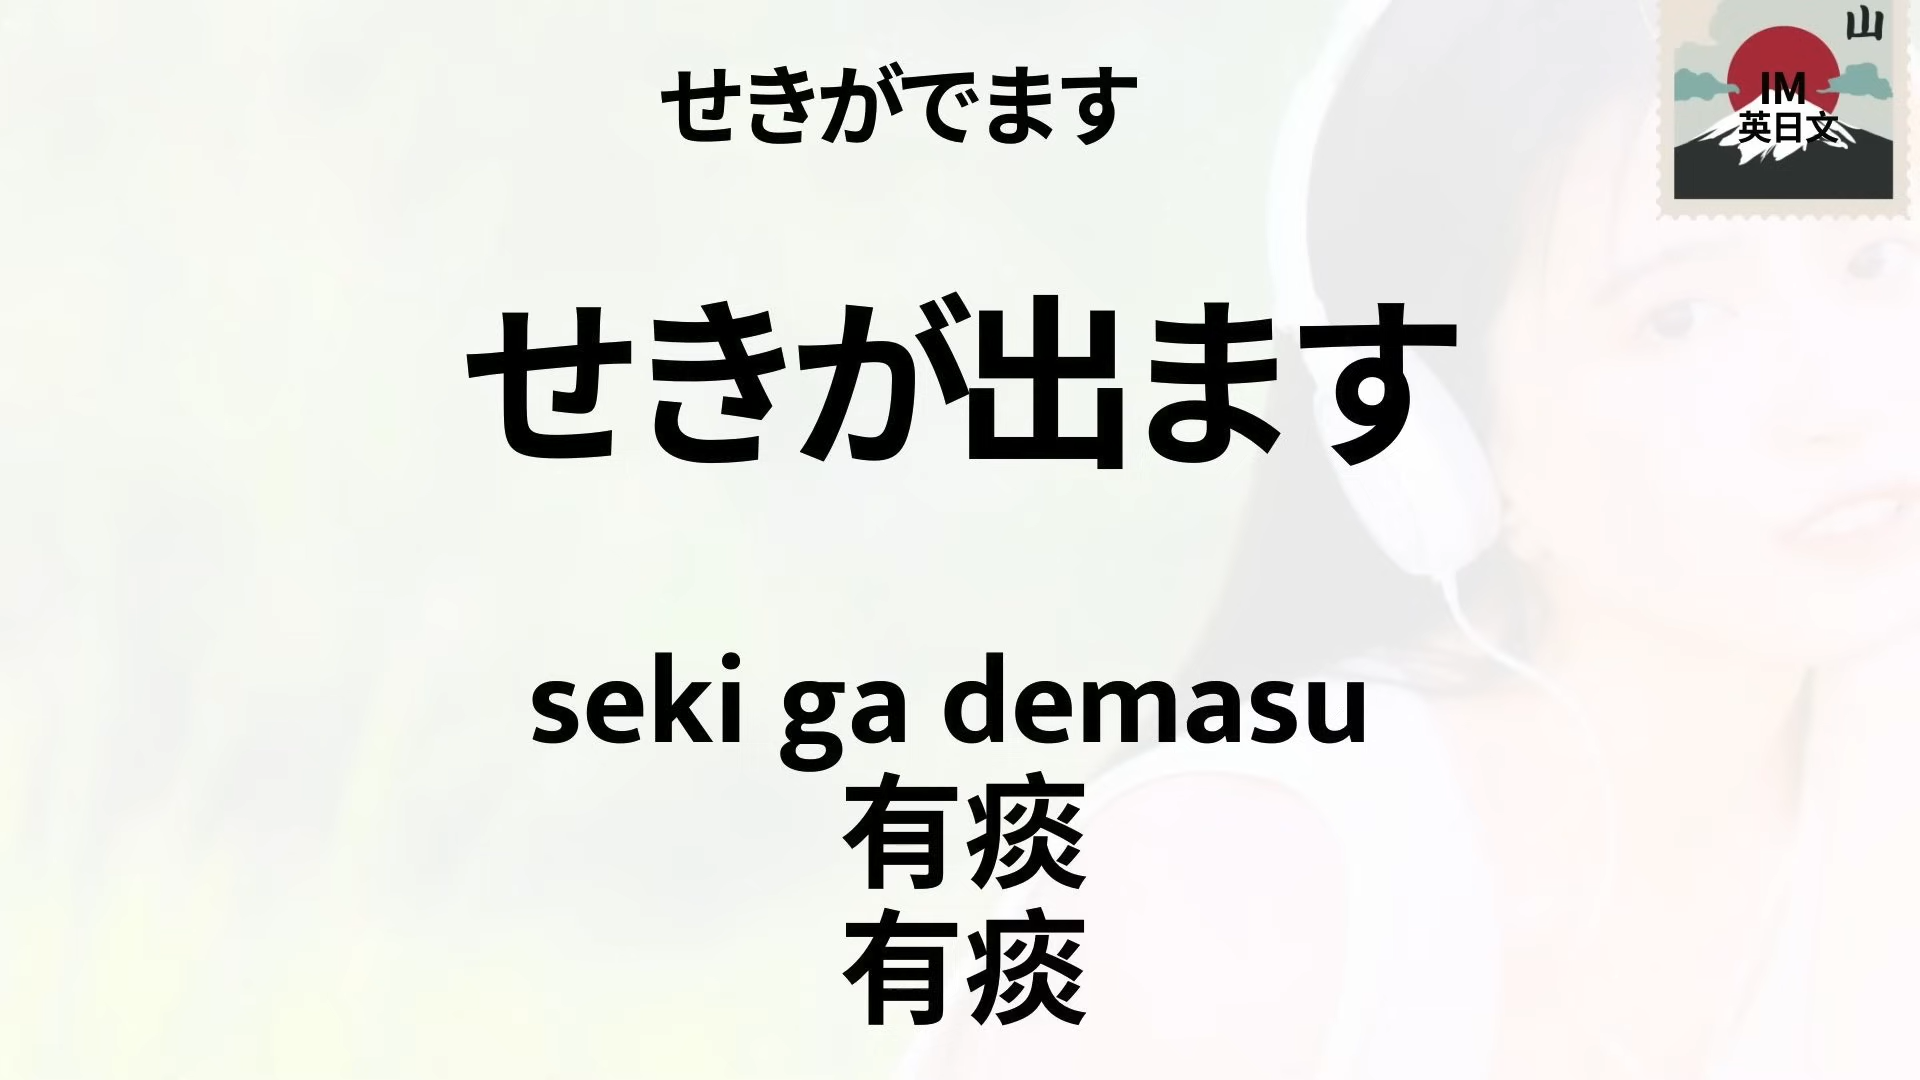 山
IM
英日文
せきがでます
せきが出ます
seki ga demasu
有痰
有痰